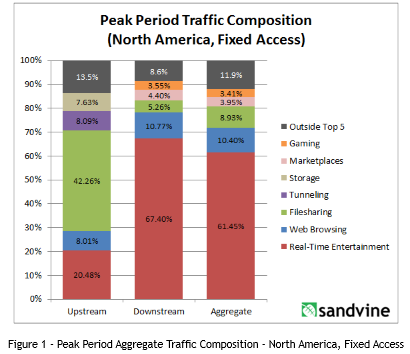 Peak Period Traffic Composition
(North America, Fixed Access)
100%
90%
80%
70%
60%
50%
40%
30%
20%
10%
0%
13.5%
7.63%
8.09%
42.26%
8.01%
20.48%
8.6%
3.55%
4.40%
5.26%
10.77%
67.40%
11.9%
3.41%
3.95%
8.93%
10.40%
61.45%
Upstream
Downstream
Aggregate
Outside Top 5
Gaming
Marketplaces
Storage
Tunneling
Filesharing
Web Browsing
Real-Time Entertainment
sandvine
Figure 1 - Peak Period Aggregate Traffic Composition - North America, Fixed Access